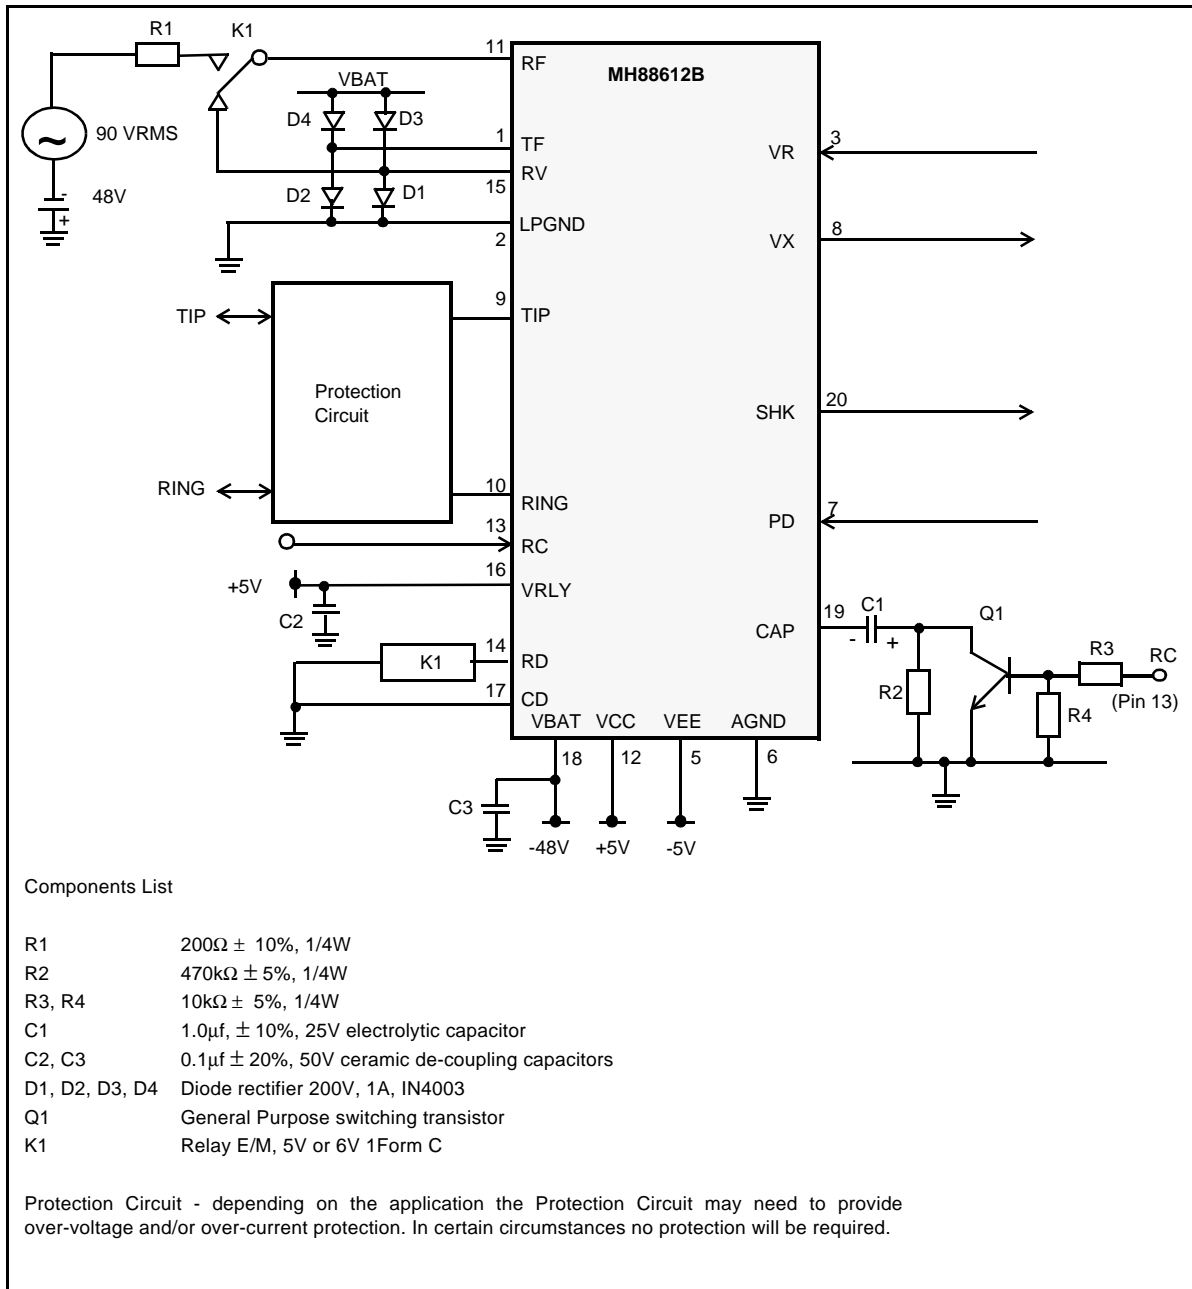 R1
K1
11
RF
MH88612B
VBAT
D4
D3
~
90 VRMS
1
TF
VR
3
RV
15
-
48V
+
D2
D1
LPGND
2
VX
8
9
TIP
TIP
Protection
Circuit
SHK
20
RING
10
RING
PD
7
13
RC
16
+5V
VRLY
C2
CAP
19
C1
-
+
Q1
14
K1
RD
R3
RC
17
CD
R2
R4
(Pin 13)
VBAT
VCC
VEE
AGND
18
12
5
6
C3
-48V
+5V
-5V
Components List
R1 200Ω ± 10%, 1/4W
R2 470kΩ ± 5%, 1/4W
R3, R4 10kΩ ± 5%, 1/4W
C1 1.0µf, ± 10%, 25V electrolytic capacitor
C2, C3 0.1µf ± 20%, 50V ceramic de-coupling capacitors
D1, D2, D3, D4 Diode rectifier 200V, 1A, IN4003
Q1 General Purpose switching transistor
K1 Relay E/M, 5V or 6V 1Form C
Protection Circuit - depending on the application the Protection Circuit may need to provide
over-voltage and/or over-current protection. In certain circumstances no protection will be required.